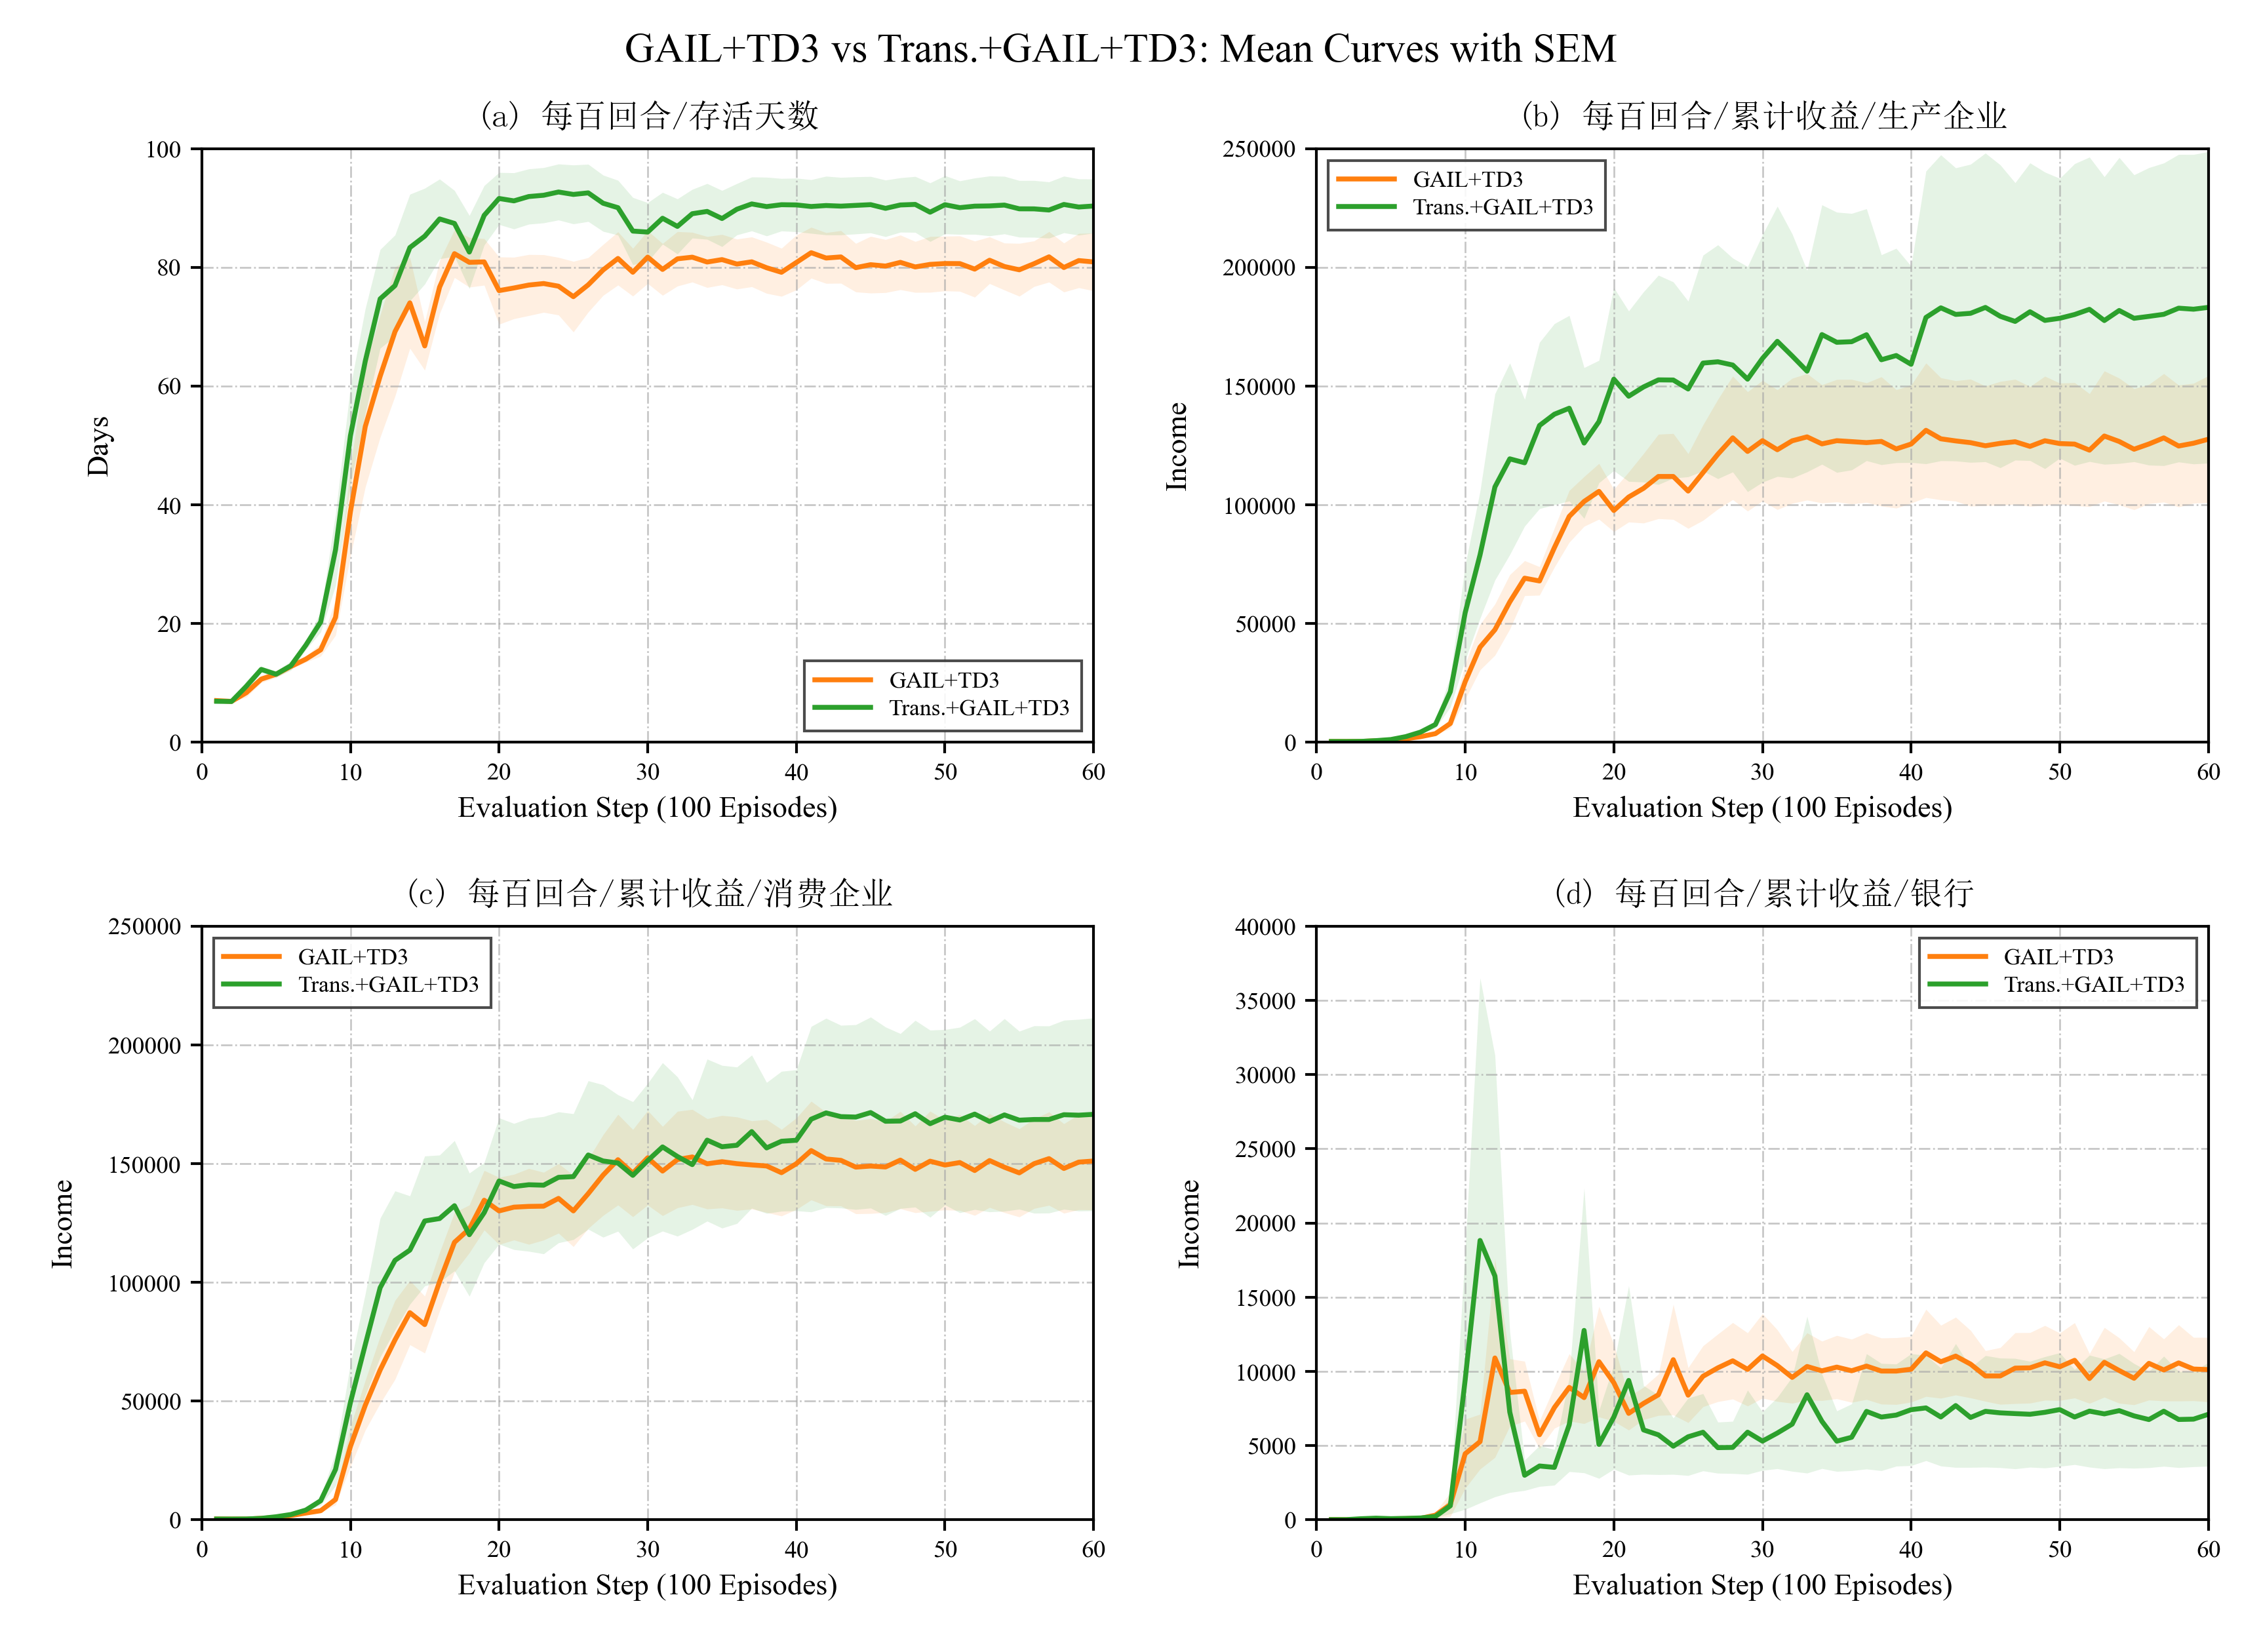 GAIL+TD3 vs Trans.+GAIL+TD3: Mean Curves with SEM
(a) 每百回合/存活天数
100
80
60
40
20
0
Days
0 10 20 30 40 50 60
Evaluation Step (100 Episodes)
GAIL+TD3
Trans.+GAIL+TD3
(b) 每百回合/累计收益/生产企业
250000
200000
150000
100000
50000
0
Income
0 10 20 30 40 50 60
Evaluation Step (100 Episodes)
GAIL+TD3
Trans.+GAIL+TD3
(c) 每百回合/累计收益/消费企业
250000
200000
150000
100000
50000
0
Income
0 10 20 30 40 50 60
Evaluation Step (100 Episodes)
GAIL+TD3
Trans.+GAIL+TD3
(d) 每百回合/累计收益/银行
40000
35000
30000
25000
20000
15000
10000
5000
0
Income
0 10 20 30 40 50 60
Evaluation Step (100 Episodes)
GAIL+TD3
Trans.+GAIL+TD3